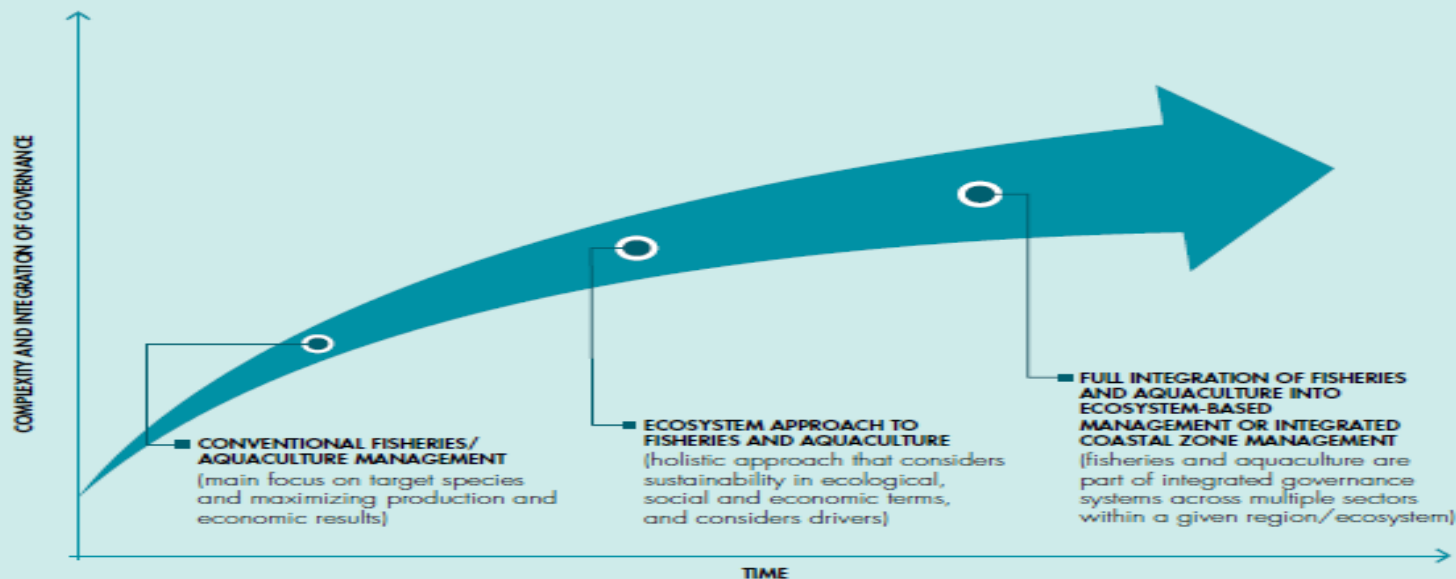 COMPLEXITY AND INTEGRATION OF GOVERNANCE
CONVENTIONAL FISHERIES/
AQUACULTURE MANAGEMENT
(main focus on target species
and maximizing production and
economic results)
ECOSYSTEM APPROACH TO
FISHERIES AND AQUACULTURE
(holistic approach that considers
sustainability in ecological,
social and economic terms,
and considers drivers)
FULL INTEGRATION OF FISHERIES
AND AQUACULTURE INTO
ECOSYSTEM-BASED
MANAGEMENT OR INTEGRATED
COASTAL ZONE MANAGEMENT
(fisheries and aquaculture are
part of integrated governance
systems across multiple sectors
within a given region/ecosystem)
TIME